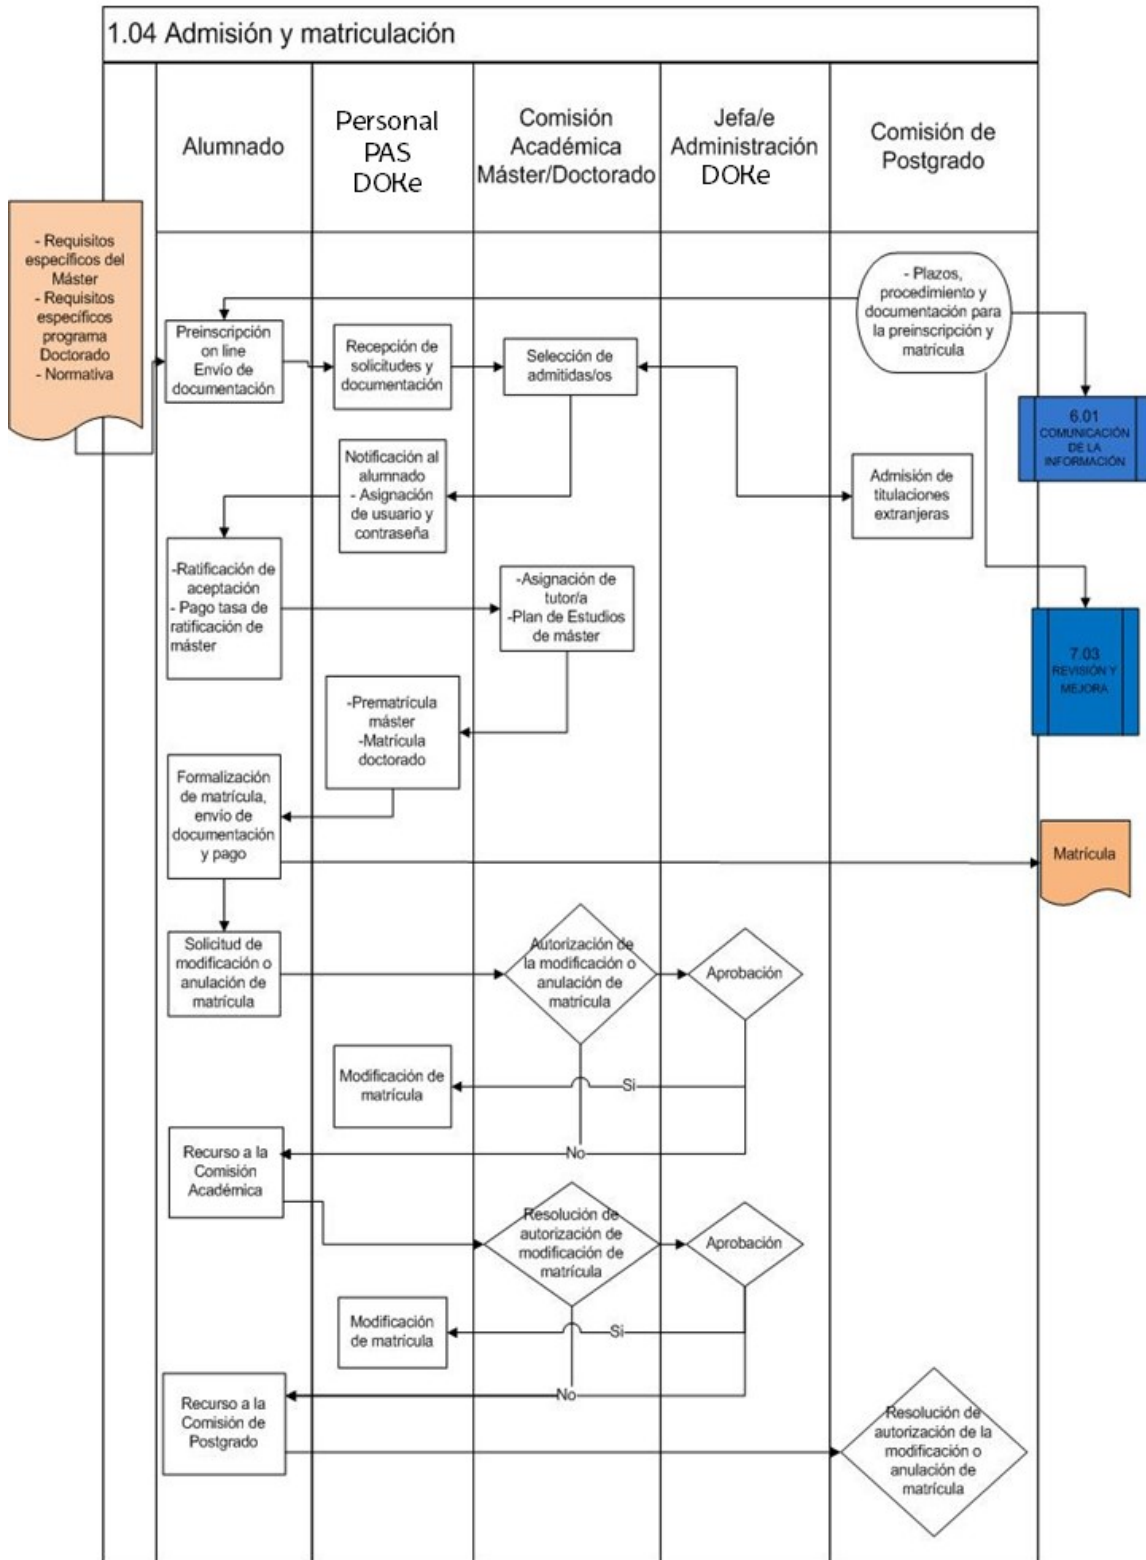 1.04 Admisión y matriculación
Alumnado
Personal
PAS
DOKe
Comisión
Académica
Máster/Doctorado
Jefa/e
Administración
DOKe
Comisión de
Postgrado
- Requisitos
específicos del
Máster
- Requisitos
específicos
programa
Doctorado
- Normativa
- Plazos,
procedimiento y
documentación para
la preinscripción y
matrícula
Preinscripción
on line
Envío de
documentación
Recepción de
solicitudes y
documentación
Selección de
admitidas/os
6.01
COMUNICACIÓN
DE LA
INFORMACIÓN
Notificación al
alumnado
- Asignación
de usuario y
contraseña
Admisión de
titulaciones
extranjeras
-Ratificación de
aceptación
- Pago tasa de
ratificación de
máster
-Asignación de
tutor/a
-Plan de Estudios
de máster
7.03
REVISIÓN Y
MEJORA
-Prematrícula
máster
-Matrícula
doctorado
Formalización
de matrícula,
envío de
documentación
y pago
Matrícula
Solicitud de
modificación o
anulación de
matrícula
Autorización de
la modificación o
anulación de
matrícula
Aprobación
Modificación de
matrícula
Si
No
Recurso a la
Comisión
Académica
Resolución de
autorización de
modificación de
matrícula
Aprobación
Modificación
de matrícula
Si
No
Recurso a la
Comisión de
Postgrado
Resolución de
autorización de la
modificación o
anulación de
matrícula